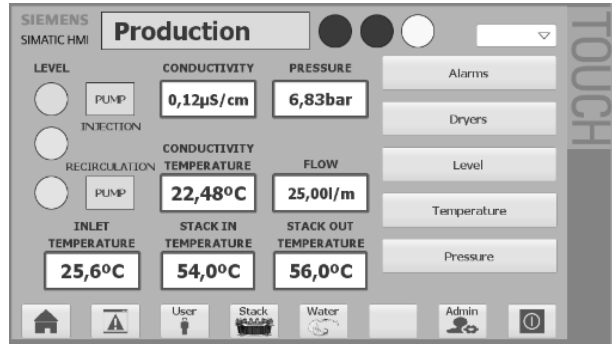 SIEMENS
SIMATIC HMI
Production
TOUCH
LEVEL
CONDUCTIVITY
PRESSURE
Alarms
PUMP
0,12µS/cm
6,83bar
INJECTION
Dryers
CONDUCTIVITY
TEMPERATURE
FLOW
Level
RECIRCULATION
PUMP
22,48ºC
25,00l/m
Temperature
INLET
TEMPERATURE
STACK IN
TEMPERATURE
STACK OUT
TEMPERATURE
Pressure
25,6ºC
54,0ºC
56,0ºC
User
Stack
Water
Admin